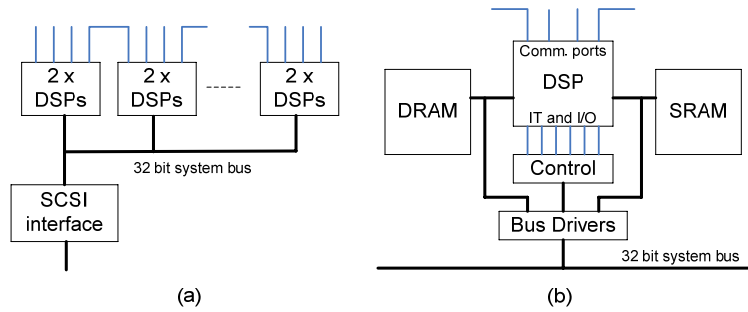 2 x
DSPs
2 x
DSPs
2 x
DSPs
32 bit system bus
SCSI
interface
(a)
Comm. ports
DSP
IT and I/O
DRAM
SRAM
Control
Bus Drivers
32 bit system bus
(b)